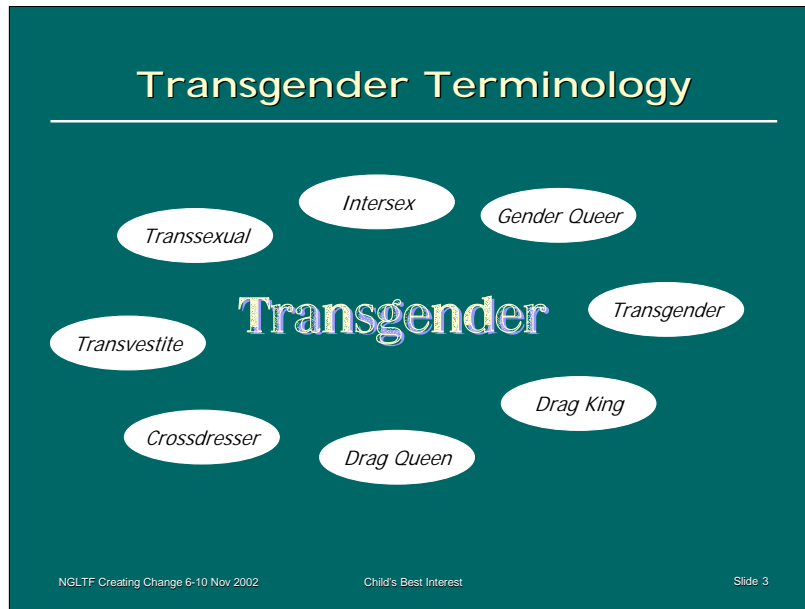 Transgender Terminology
Intersex
Gender Queer
Transsexual
Transgender
Transgender
Transvestite
Drag King
Crossdresser
Drag Queen
NGLTF Creating Change 6-10 Nov 2002 Child's Best Interest Slide 3